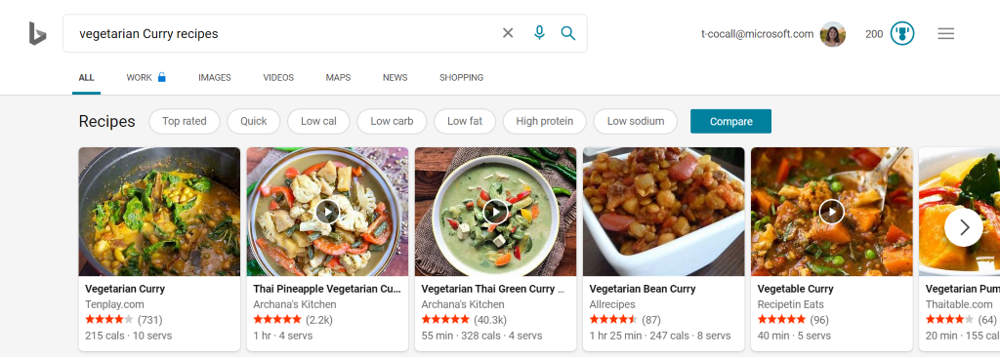 vegetarian Curry recipes
t-cocall@microsoft.com
200
ALL WORK IMAGES VIDEOS MAPS NEWS SHOPPING
Recipes Top rated Quick Low cal Low carb Low fat High protein Low sodium Compare
Vegetarian Curry
Tenplay.com
(731)
215 cals · 10 servs
Thai Pineapple Vegetarian Cu...
Archana's Kitchen
(2.2k)
1 hr · 4 servs
Vegetarian Thai Green Curry ...
Archana's Kitchen
(40.3k)
55 min · 328 cals · 4 servs
Vegetarian Bean Curry
Allrecipes
(87)
1 hr 25 min · 247 cals · 8 servs
Vegetable Curry
Recipetin Eats
(96)
40 min · 5 servs
Vegetarian Pum
Thaitable.com
(64)
20 min · 155 cal